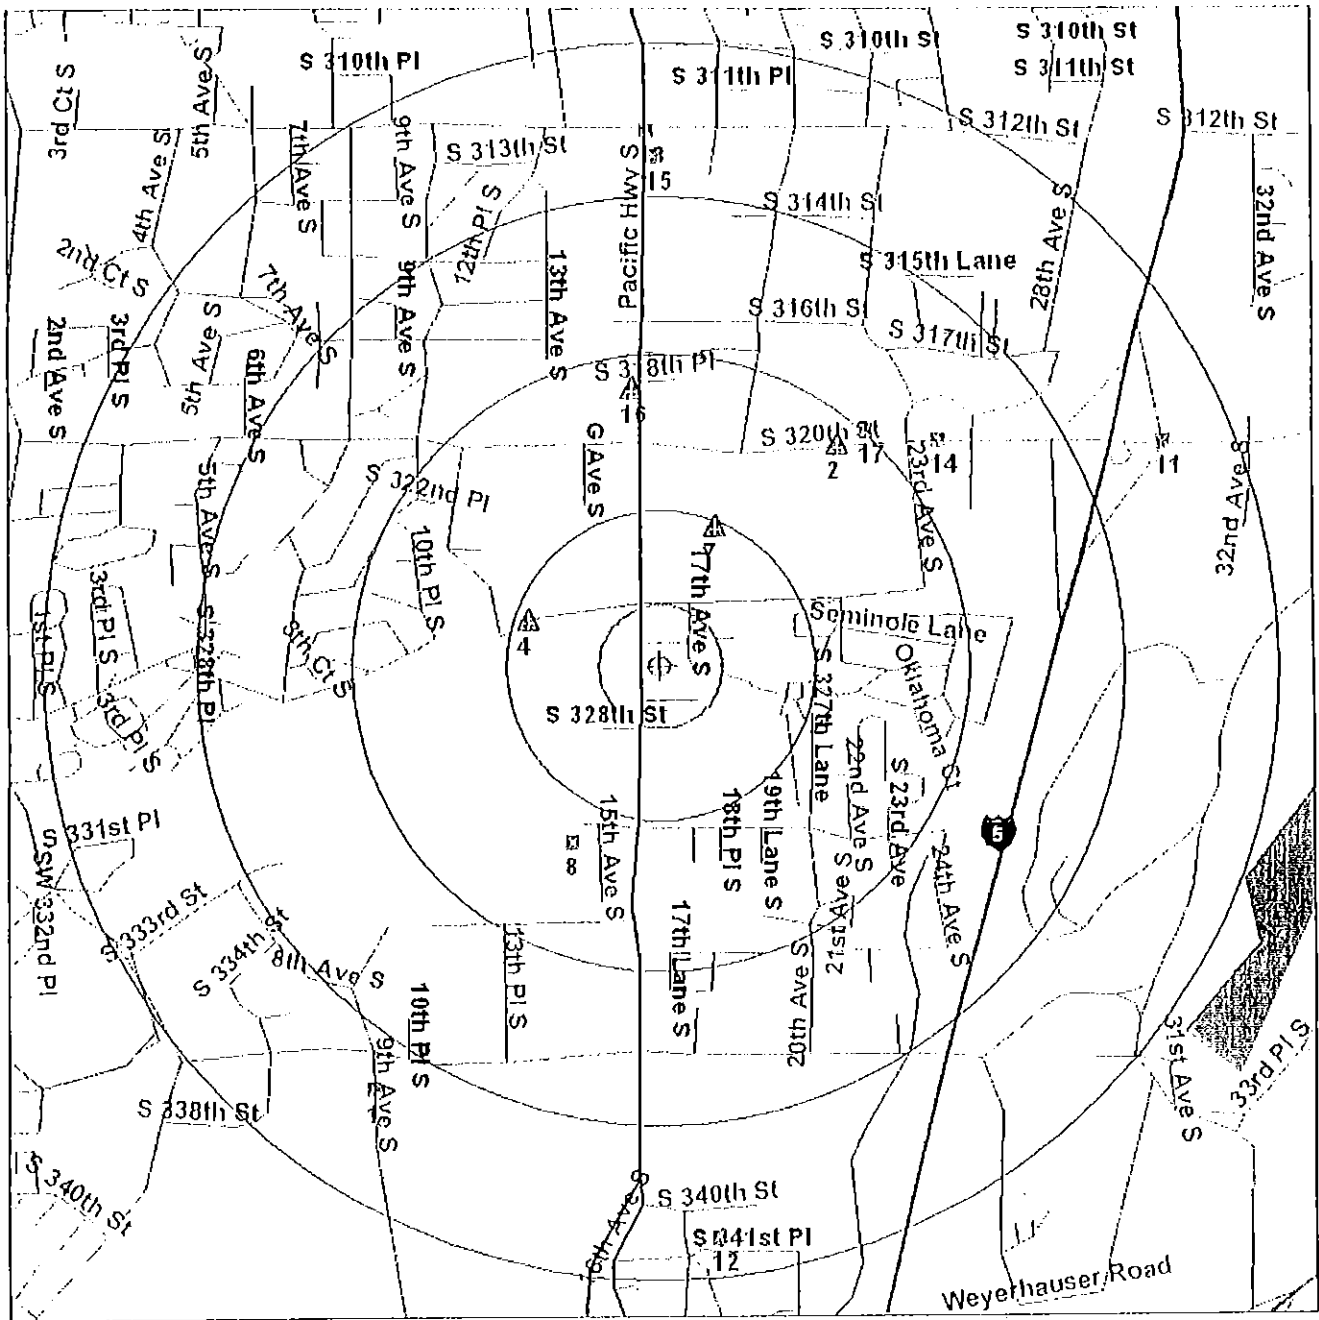 S 310th St
S 310th St
S 310th Pl
S 311th Pl
S 311th St
3rd Ct S
5th Ave S
S 312th St
S 312th St
7th Ave S
9th Ave S
S 313th St
Pacific Hwy S
15
4th Ave S
S 314th St
28th Ave S
32nd Ave S
12th Pl S
2nd Ct S
7th Ave S
9th Ave S
13th Ave S
S 315th Lane
S 316th St
S 317th St
2nd Ave S
3rd Pl S
5th Ave S
6th Ave S
S 318th Pl
16
G Ave S
S 320th St
2
17
23rd Ave S
14
11
32nd Ave S
S 322nd Pl
5th Ave S
10th Pl S
17th Ave S
1st Pl S
3rd Pl S
S 328th Pl
9th Ct S
4
Seminole Lane
Oklahoma Ct
S 327th Lane
3rd Pl S
S 328th St
22nd Ave S
S 23rd Ave
15th Ave S
18th Pl S
19th Lane S
5
S 331st Pl
8
SW 332nd Pl
S 333rd St
21st Ave S
24th Ave S
S 334th St
8th Ave S
13th Pl S
17th Lane S
20th Ave S
10th Pl S
9th Ave S
31st Ave S
33rd Pl S
S 338th St
S 340th St
S 340th St
16th Ave S
S 341st Pl
12
Weyerhauser Road